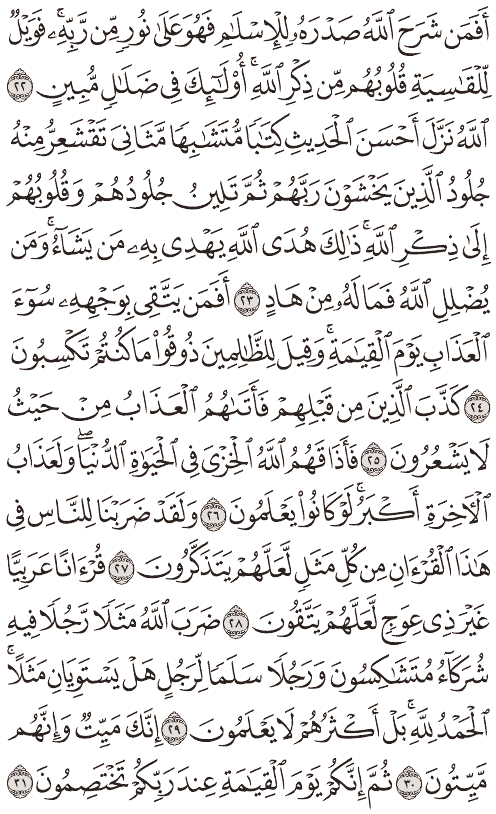 أَفَمَن شَرَحَ ٱللَّهُ صَدْرَهُۥ لِلْإِسْلَٰمِ فَهُوَ عَلَىٰ نُورٍ مِّن رَّبِّهِۦۚ فَوَيْلٌ
لِّلْقَٰسِيَةِ قُلُوبُهُم مِّن ذِكْرِ ٱللَّهِۚ أُو۟لَٰٓئِكَ فِى ضَلَٰلٍ مُّبِينٍ ٢٢
ٱللَّهُ نَزَّلَ أَحْسَنَ ٱلْحَدِيثِ كِتَٰبًا مُّتَشَٰبِهًا مَّثَانِىَ تَقْشَعِرُّ مِنْهُ
جُلُودُ ٱلَّذِينَ يَخْشَوْنَ رَبَّهُمْ ثُمَّ تَلِينُ جُلُودُهُمْ وَقُلُوبُهُمْ
إِلَىٰ ذِكْرِ ٱللَّهِۚ ذَٰلِكَ هُدَى ٱللَّهِ يَهْدِى بِهِۦ مَن يَشَآءُۚ وَمَن
يُضْلِلِ ٱللَّهُ فَمَا لَهُۥ مِنْ هَادٍ ٢٣ أَفَمَن يَتَّقِى بِوَجْهِهِۦ سُوٓءَ
ٱلْعَذَابِ يَوْمَ ٱلْقِيَٰمَةِۚ وَقِيلَ لِلظَّٰلِمِينَ ذُوقُوا۟ مَا كُنتُمْ تَكْسِبُونَ
٢٤ كَذَّبَ ٱلَّذِينَ مِن قَبْلِهِمْ فَأَتَىٰهُمُ ٱلْعَذَابُ مِنْ حَيْثُ
لَا يَشْعُرُونَ ٢٥ فَأَذَاقَهُمُ ٱللَّهُ ٱلْخِزْىَ فِى ٱلْحَيَوٰةِ ٱلدُّنْيَاۖ وَلَعَذَابُ
ٱلْءَاخِرَةِ أَكْبَرُۚ لَوْ كَانُوا۟ يَعْلَمُونَ ٢٦ وَلَقَدْ ضَرَبْنَا لِلنَّاسِ فِى
هَٰذَا ٱلْقُرْءَانِ مِن كُلِّ مَثَلٍ لَّعَلَّهُمْ يَتَذَكَّرُونَ ٢٧ قُرْءَانًا عَرَبِيًّا
غَيْرَ ذِى عِوَجٍ لَّعَلَّهُمْ يَتَّقُونَ ٢٨ ضَرَبَ ٱللَّهُ مَثَلًا رَّجُلًا فِيهِ
شُرَكَآءُ مُتَشَٰكِسُونَ وَرَجُلًا سَلَمًا لِّرَجُلٍ هَلْ يَسْتَوِيَانِ مَثَلًاۚ
ٱلْحَمْدُ لِلَّهِۚ بَلْ أَكْثَرُهُمْ لَا يَعْلَمُونَ ٢٩ إِنَّكَ مَيِّتٌ وَإِنَّهُم
مَّيِّتُونَ ٣٠ ثُمَّ إِنَّكُمْ يَوْمَ ٱلْقِيَٰمَةِ عِندَ رَبِّكُمْ تَخْتَصِمُونَ ٣١